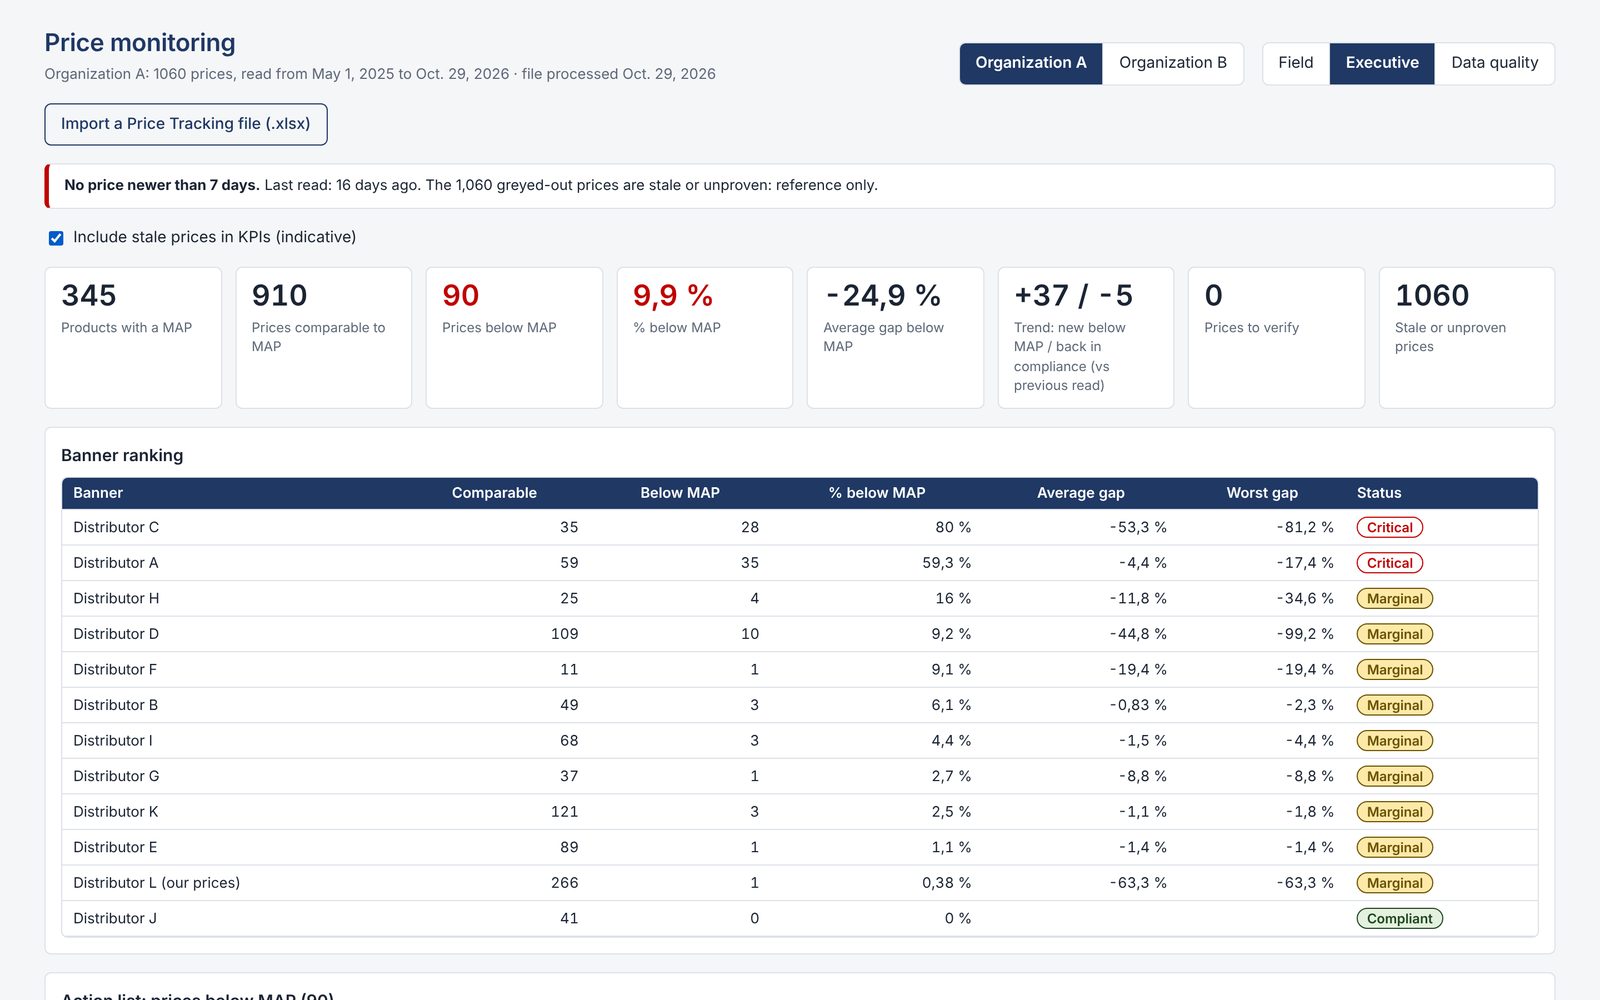 Price monitoring
Organization A: 1060 prices, read from May 1, 2025 to Oct. 29, 2026 · file processed Oct. 29, 2026
Organization A Organization B Field Executive Data quality
Import a Price Tracking file (.xlsx)
No price newer than 7 days. Last read: 16 days ago. The 1,060 greyed-out prices are stale or unproven: reference only.
Include stale prices in KPIs (indicative)
345
Products with a MAP
910
Prices comparable to
MAP
90
Prices below MAP
9,9 %
% below MAP
-24,9 %
Average gap below
MAP
+37 / -5
Trend: new below
MAP / back in
compliance (vs
previous read)
0
Prices to verify
1060
Stale or unproven
prices
Banner ranking
Banner Comparable Below MAP % below MAP Average gap Worst gap Status
Distributor C 35 28 80 % -53,3 % -81,2 % Critical
Distributor A 59 35 59,3 % -4,4 % -17,4 % Critical
Distributor H 25 4 16 % -11,8 % -34,6 % Marginal
Distributor D 109 10 9,2 % -44,8 % -99,2 % Marginal
Distributor F 11 1 9,1 % -19,4 % -19,4 % Marginal
Distributor B 49 3 6,1 % -0,83 % -2,3 % Marginal
Distributor I 68 3 4,4 % -1,5 % -4,4 % Marginal
Distributor G 37 1 2,7 % -8,8 % -8,8 % Marginal
Distributor K 121 3 2,5 % -1,1 % -1,8 % Marginal
Distributor E 89 1 1,1 % -1,4 % -1,4 % Marginal
Distributor L (our prices) 266 1 0,38 % -63,3 % -63,3 % Marginal
Distributor J 41 0 0 % Compliant
Action list: prices below MAP (90)